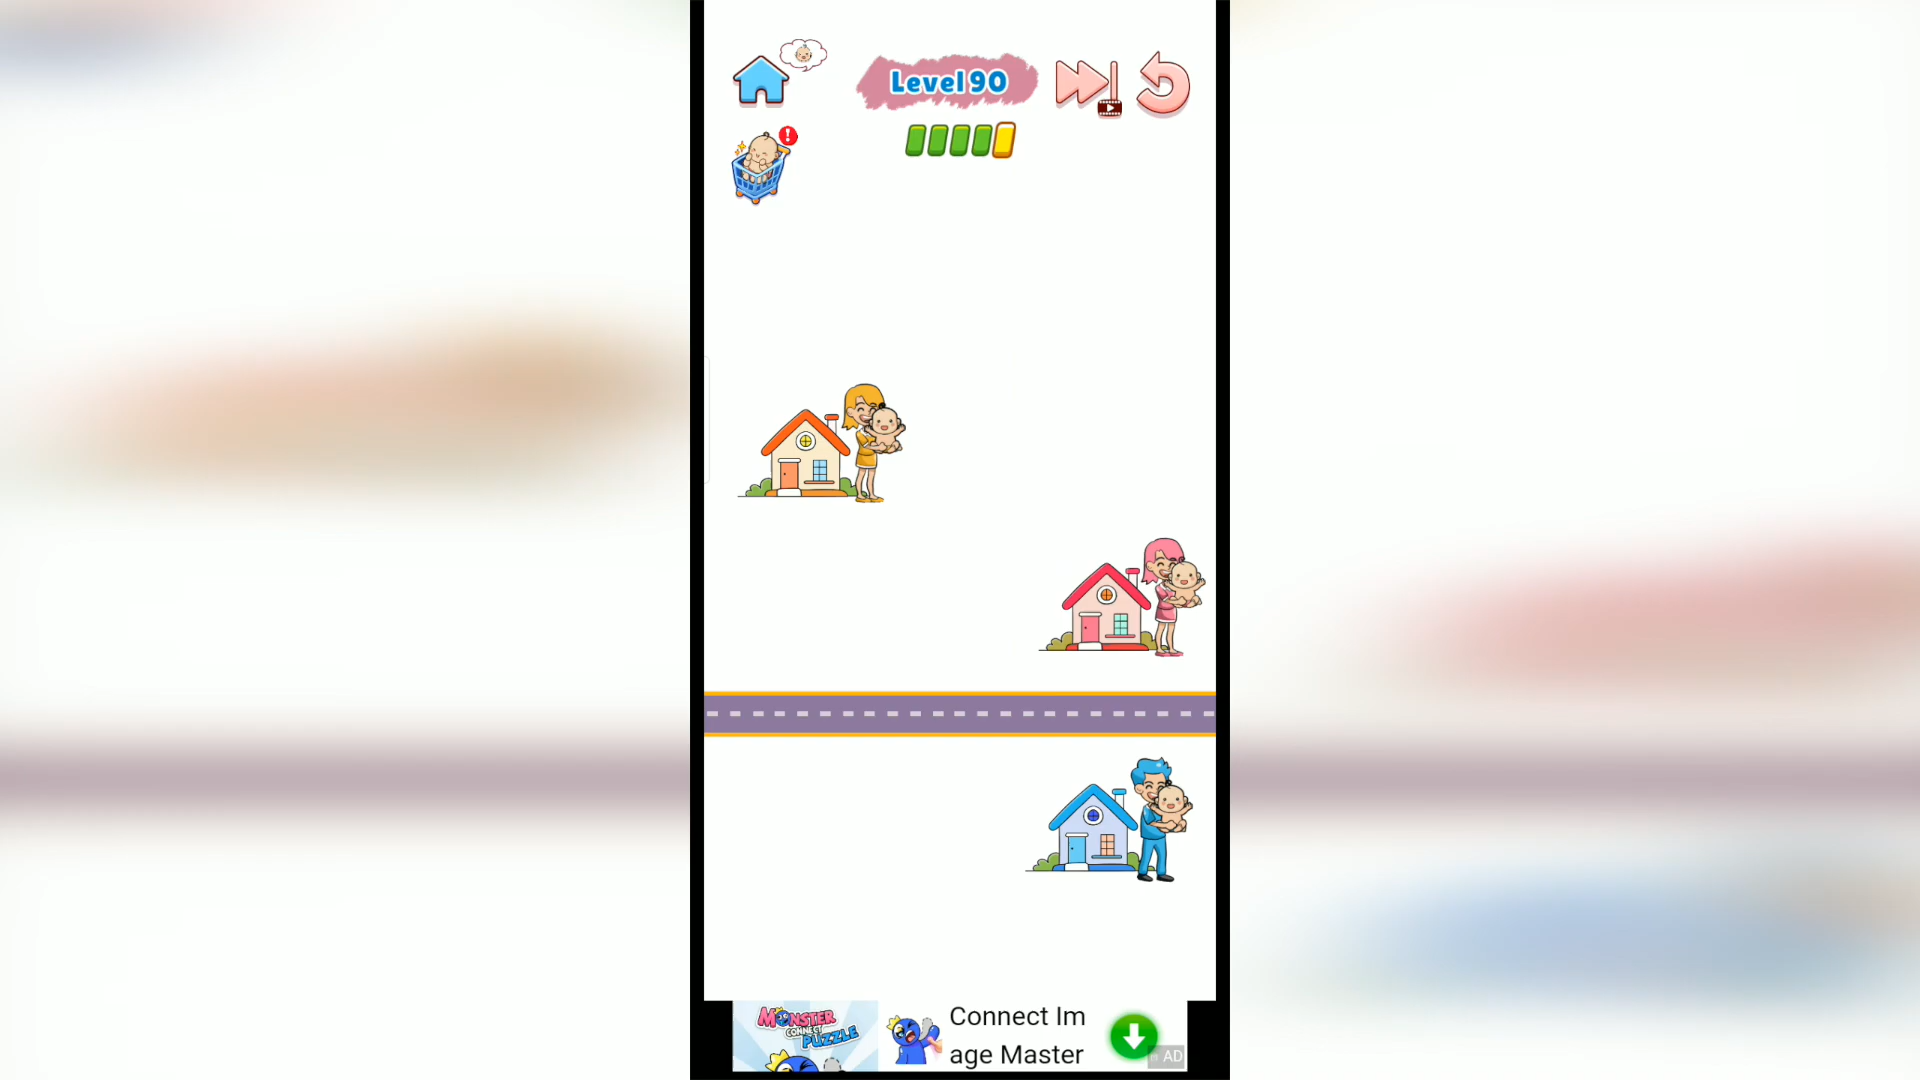 Level 90
!
MONSTER
CONNECT
PUZZLE
Connect Im
age Master
AD